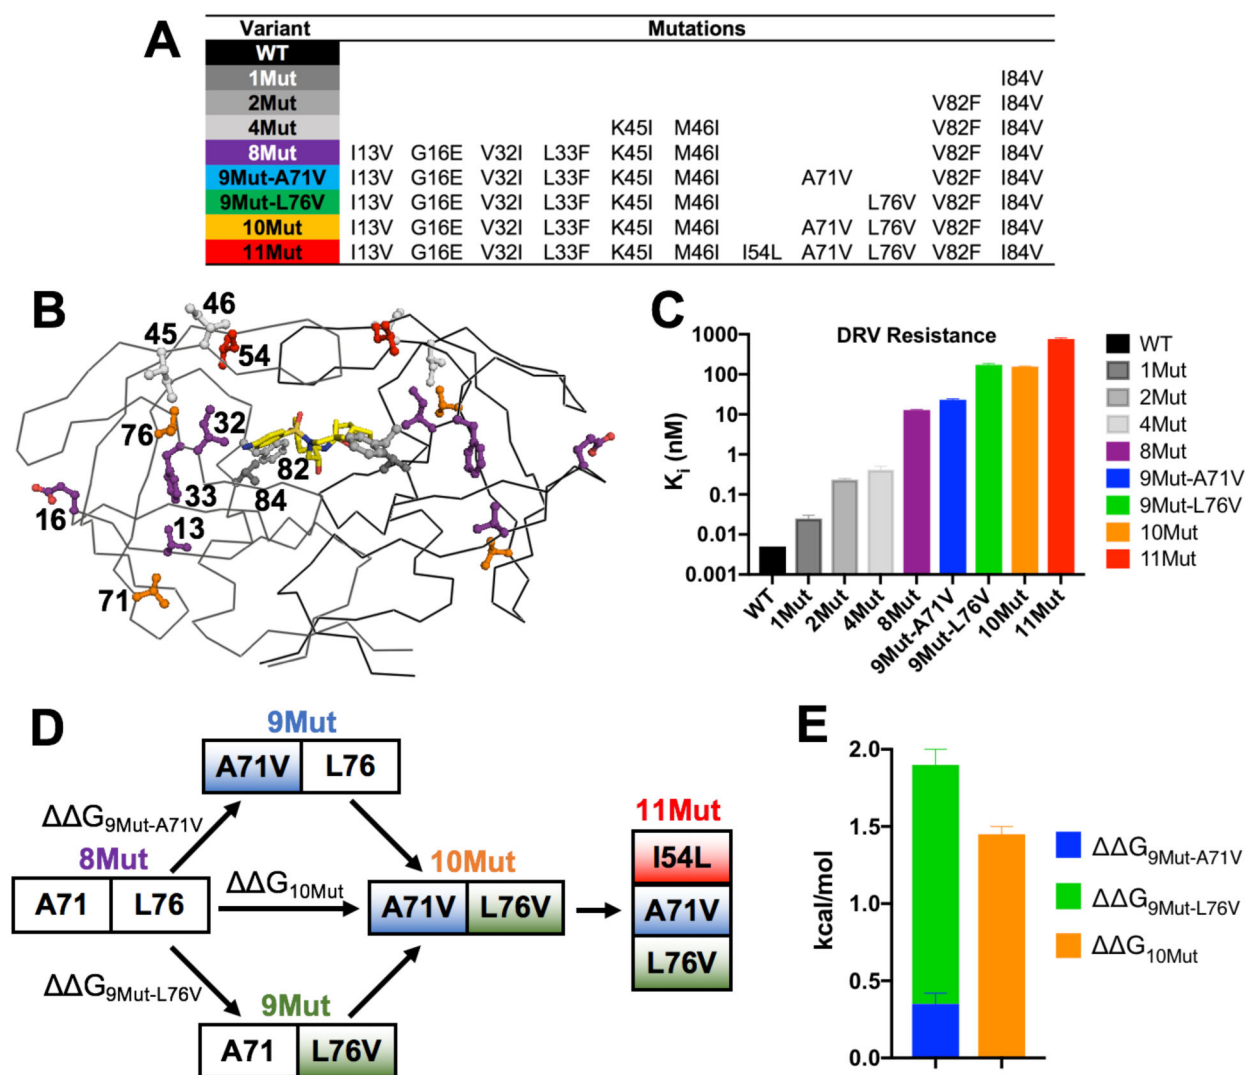 A
Variant Mutations
WT
1Mut I84V
2Mut V82F I84V
4Mut K45I M46I V82F I84V
8Mut I13V G16E V32I L33F K45I M46I V82F I84V
9Mut-A71V I13V G16E V32I L33F K45I M46I A71V V82F I84V
9Mut-L76V I13V G16E V32I L33F K45I M46I L76V V82F I84V
10Mut I13V G16E V32I L33F K45I M46I A71V L76V V82F I84V
11Mut I13V G16E V32I L33F K45I M46I I54L A71V L76V V82F I84V
B
46
45
54
32
76
82
33
84
16
13
71
C
DRV Resistance
Ki (nM)
1000
100
10
1
0.1
0.01
0.001
WT
1Mut
2Mut
4Mut
8Mut
9Mut-A71V
9Mut-L76V
10Mut
11Mut
WT
1Mut
2Mut
4Mut
8Mut
9Mut-A71V
9Mut-L76V
10Mut
11Mut
D
9Mut
A71V L76
ΔΔG9Mut-A71V
8Mut
A71 L76
ΔΔG10Mut
10Mut
A71V L76V
11Mut
I54L
A71V
L76V
ΔΔG9Mut-L76V
9Mut
A71 L76V
E
kcal/mol
2.0
1.5
1.0
0.5
0.0
ΔΔG9Mut-A71V
ΔΔG9Mut-L76V
ΔΔG10Mut